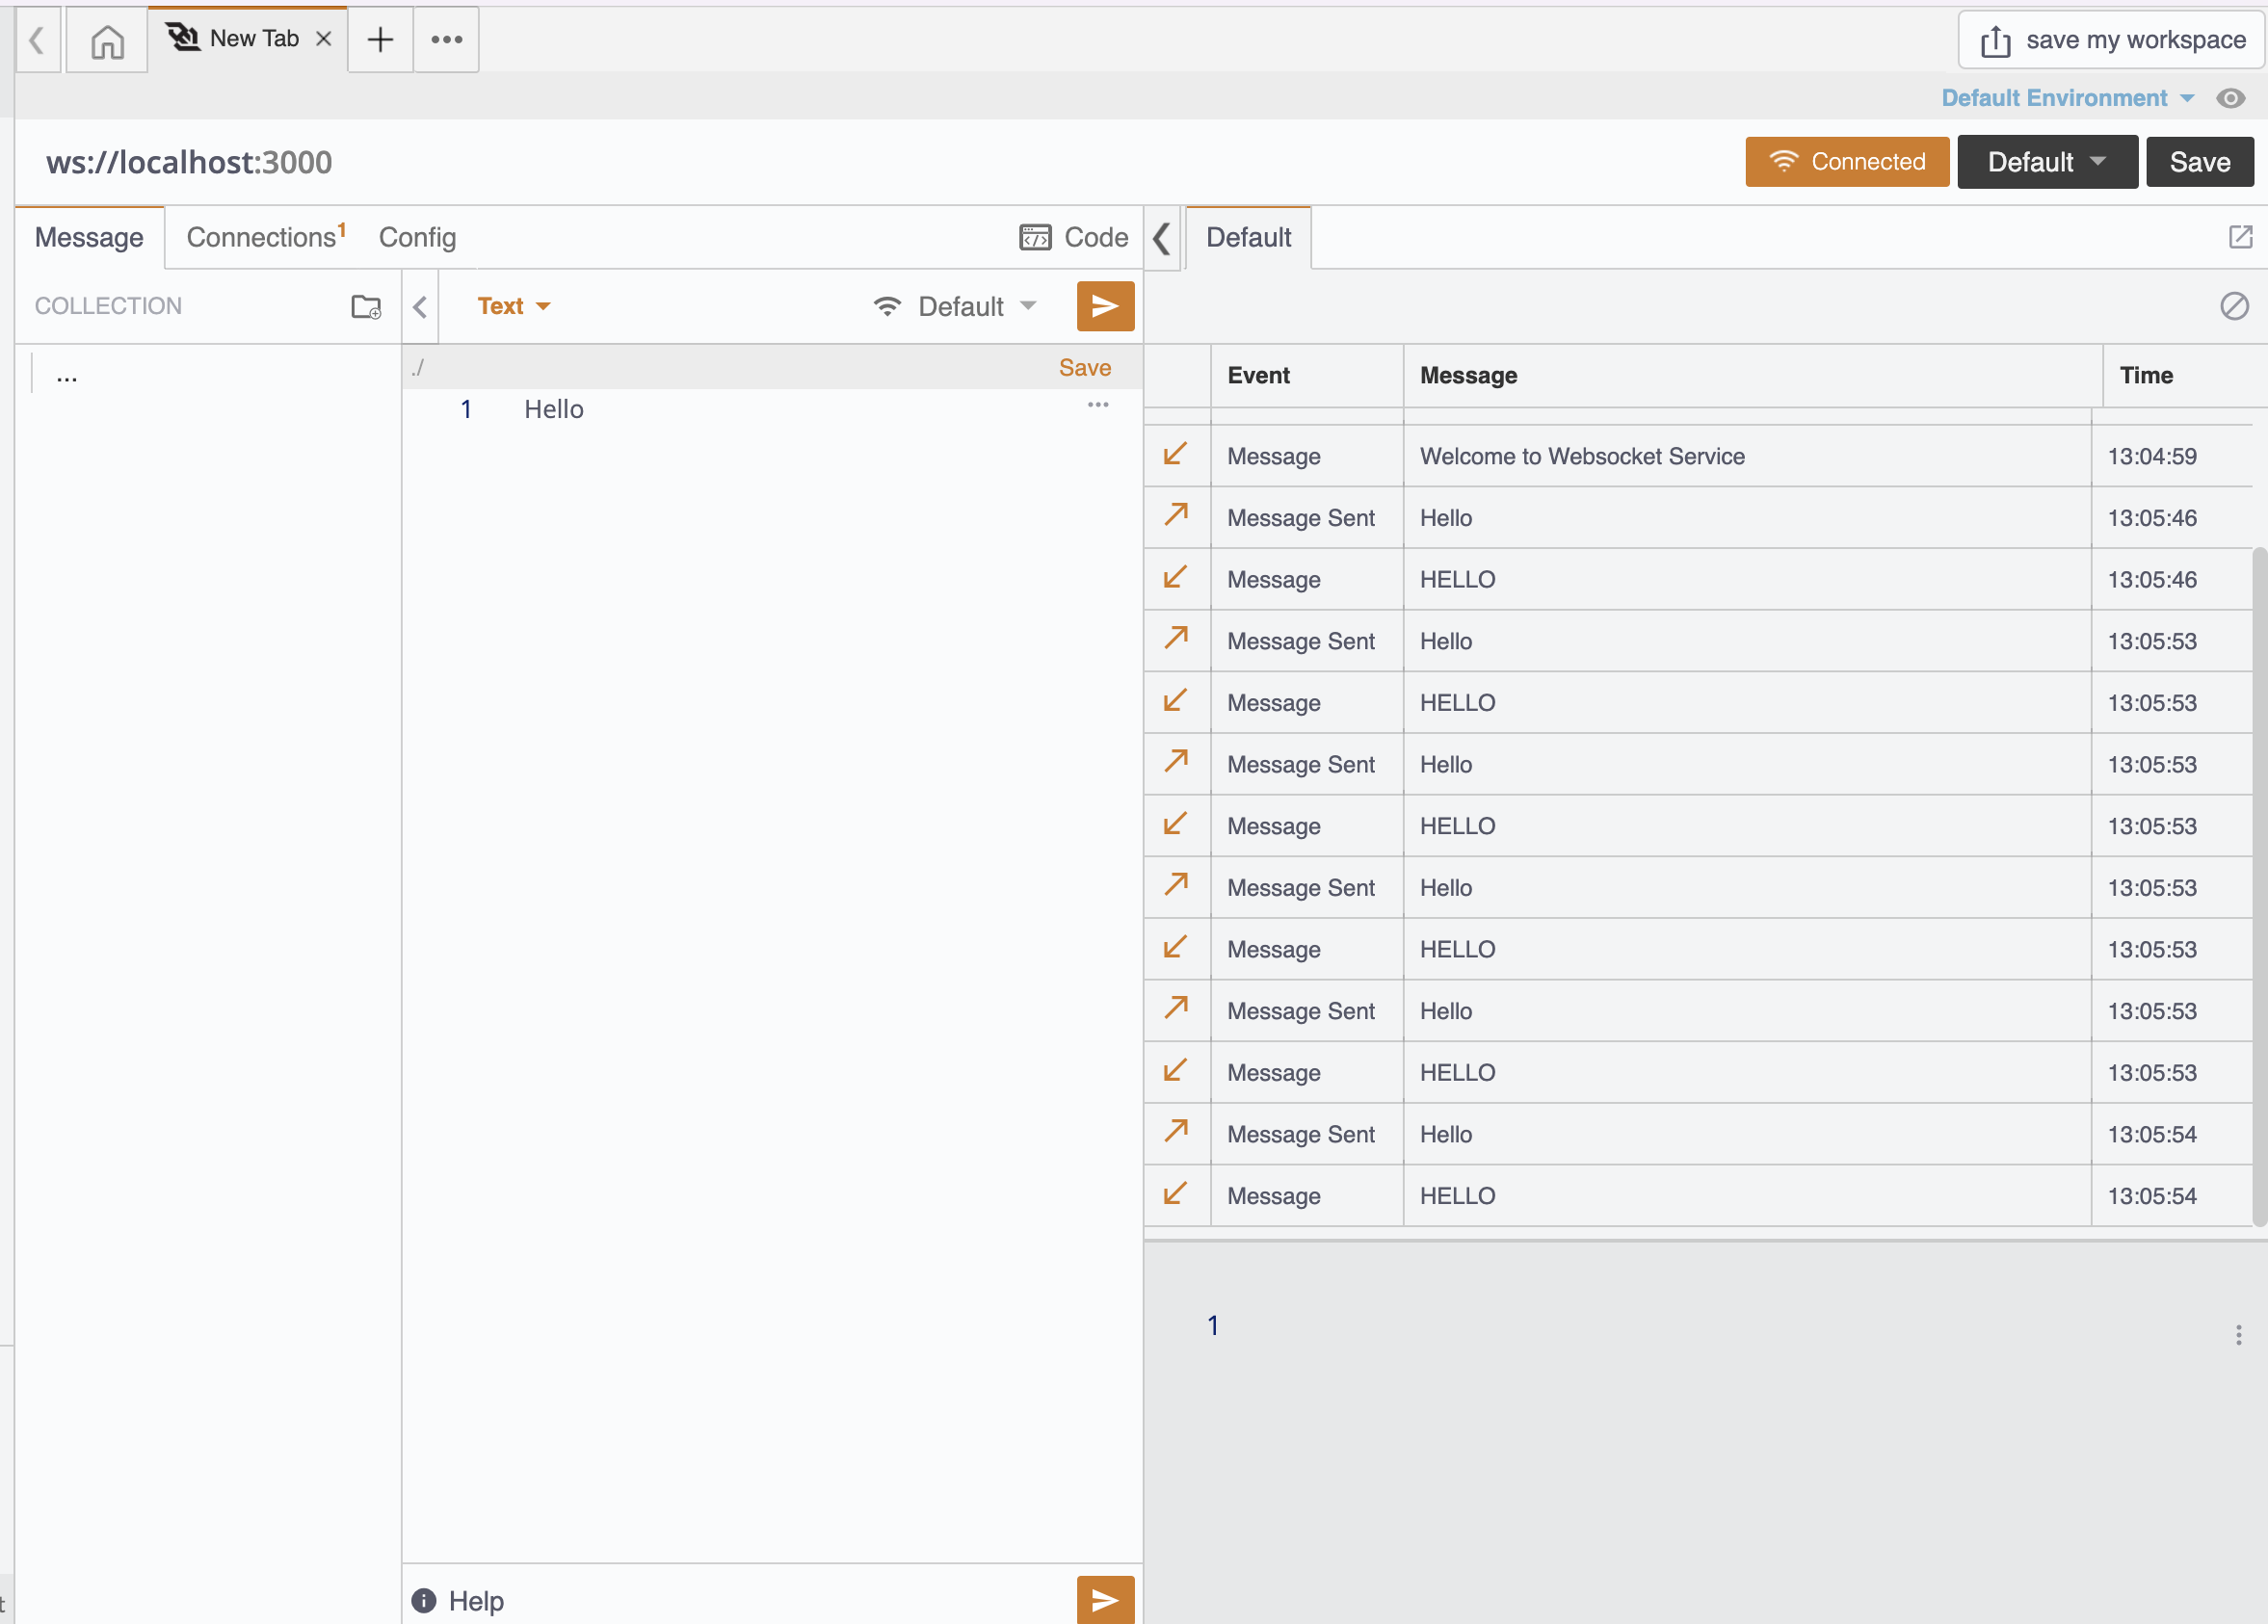 New Tab
save my workspace
Default Environment
ws://localhost:3000
Connected
Default
Save
Message
Connections1
Config
Code
Default
COLLECTION
Text
Default
...
./
Save
1 Hello
Event Message Time
Message Welcome to Websocket Service 13:04:59
Message Sent Hello 13:05:46
Message HELLO 13:05:46
Message Sent Hello 13:05:53
Message HELLO 13:05:53
Message Sent Hello 13:05:53
Message HELLO 13:05:53
Message Sent Hello 13:05:53
Message HELLO 13:05:53
Message Sent Hello 13:05:53
Message HELLO 13:05:53
Message Sent Hello 13:05:54
Message HELLO 13:05:54
1
t
Help